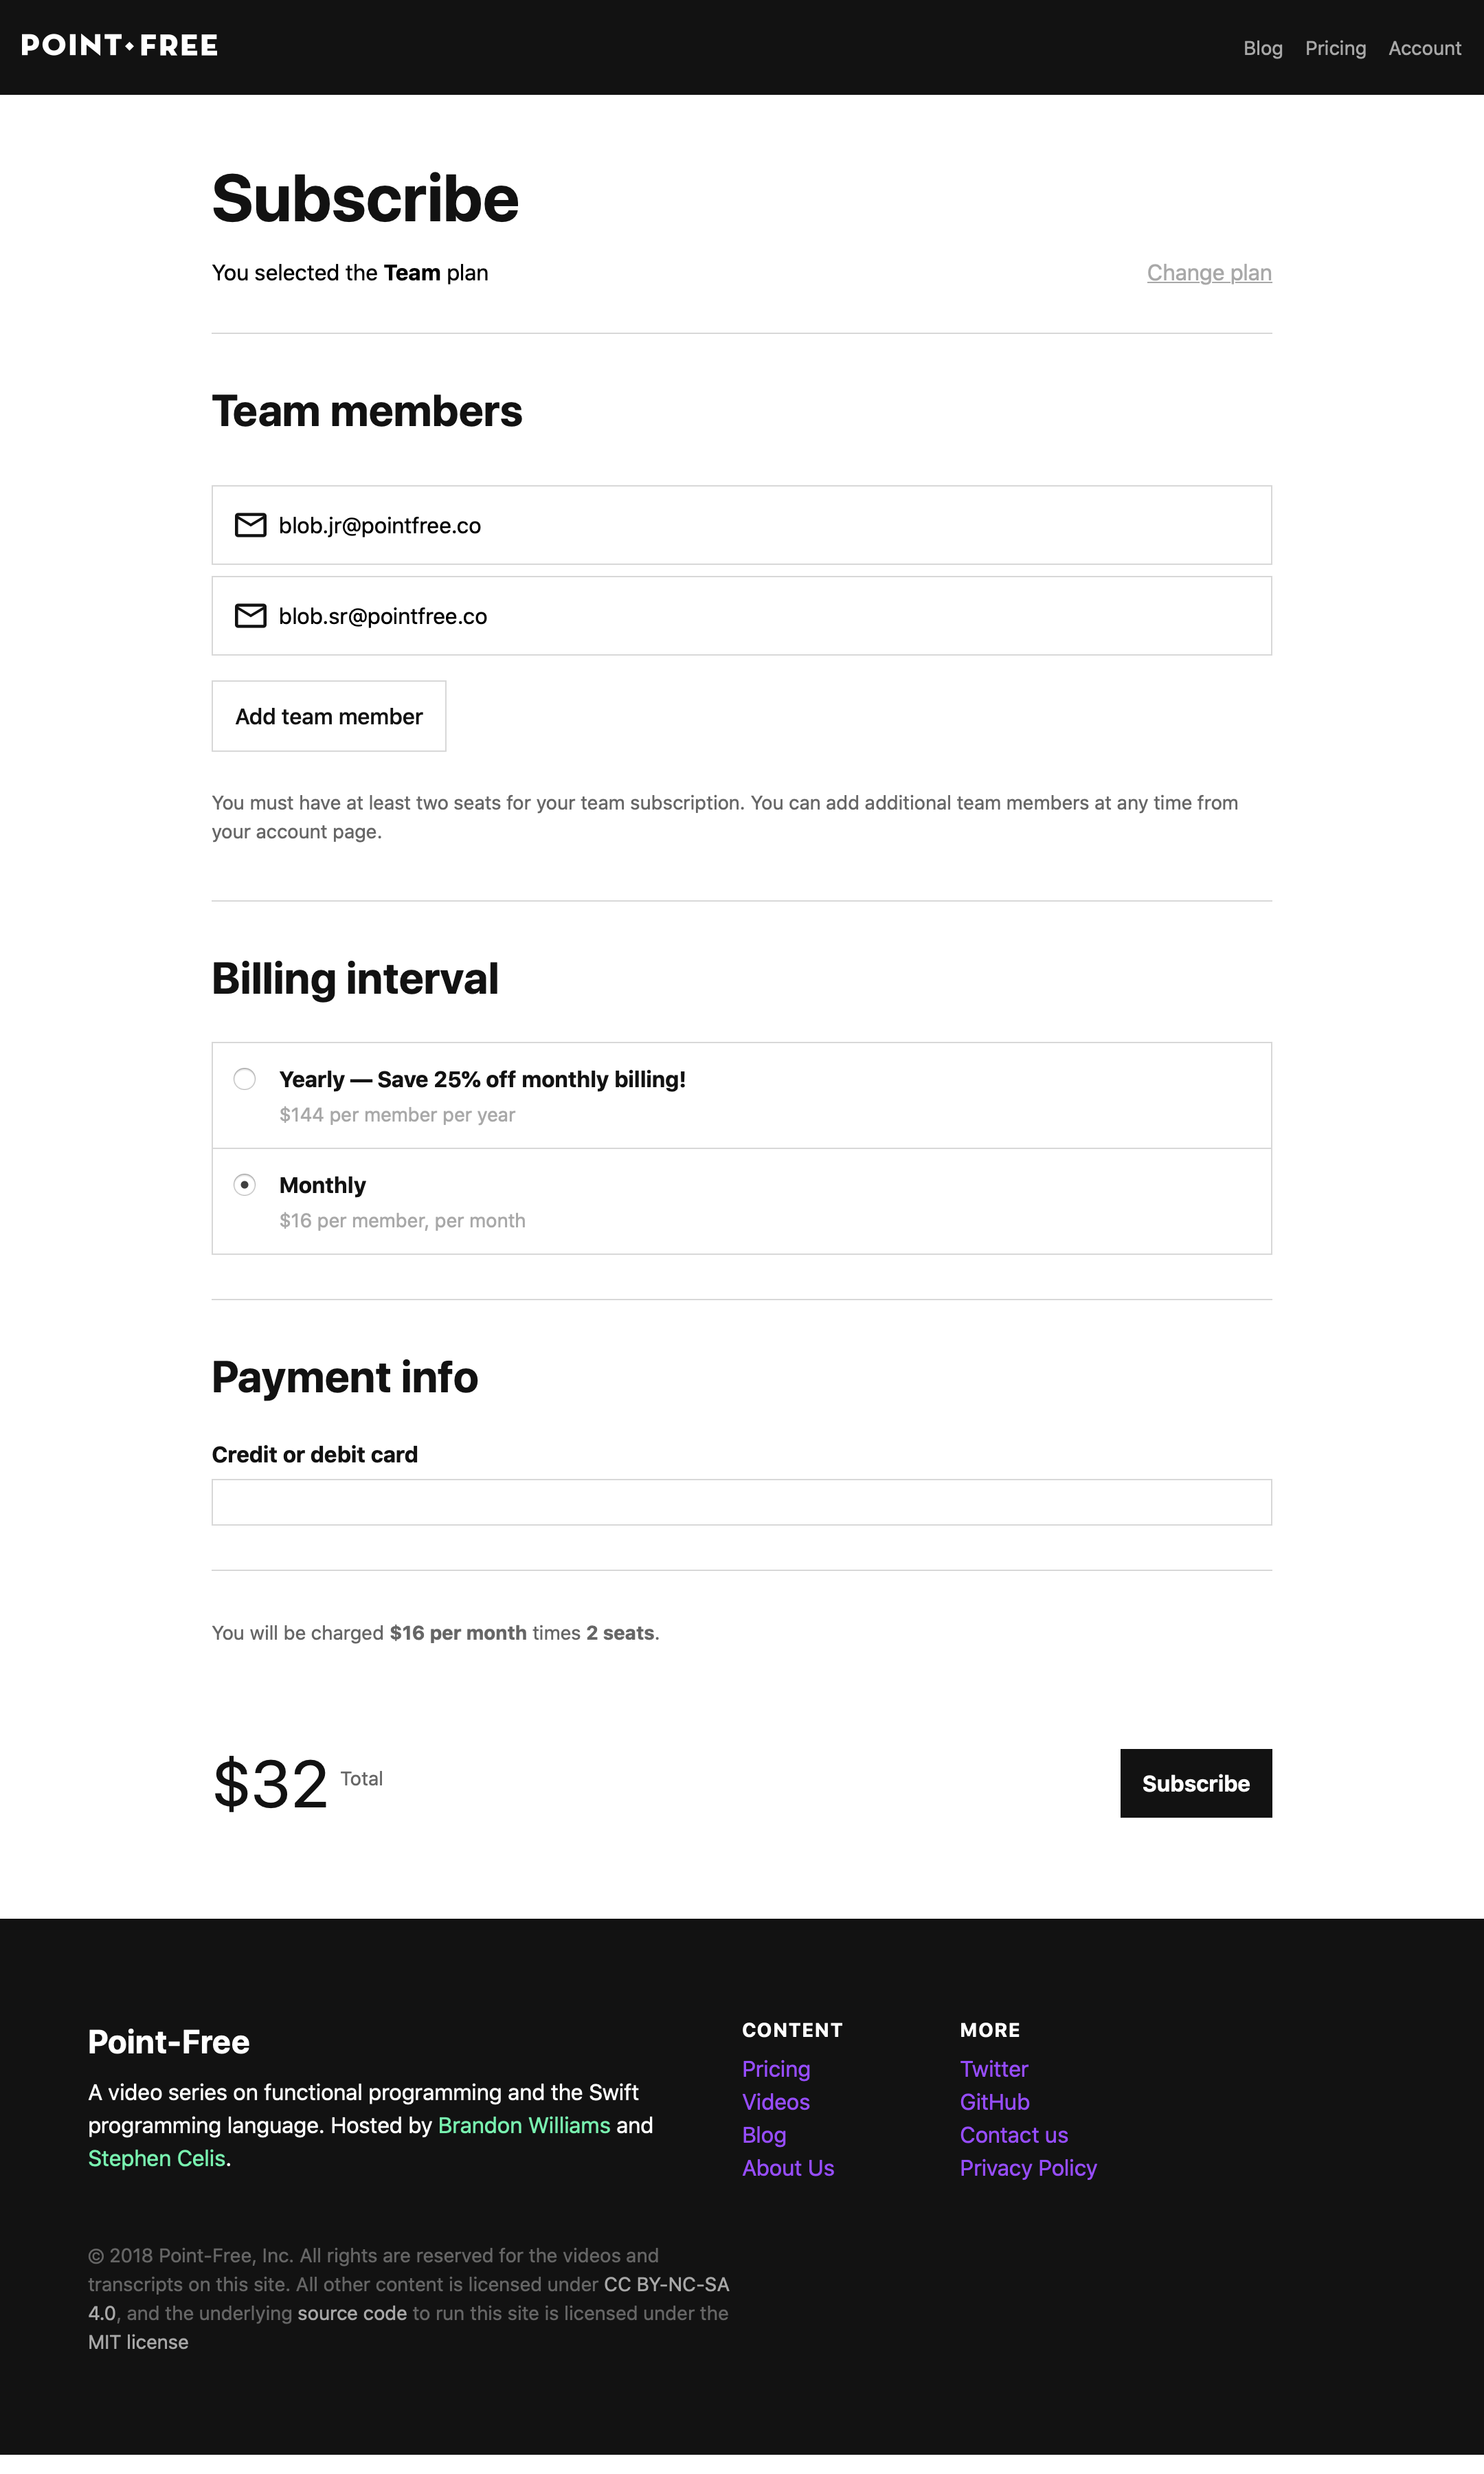 POINT FREE
Blog Pricing Account
Subscribe
You selected the Team plan
Change plan
Team members
blob.jr@pointfree.co
blob.sr@pointfree.co
Add team member
You must have at least two seats for your team subscription. You can add additional team members at any time from
your account page.
Billing interval
Yearly — Save 25% off monthly billing!
$144 per member per year
Monthly
$16 per member, per month
Payment info
Credit or debit card
You will be charged $16 per month times 2 seats.
$32 Total
Subscribe
Point-Free
A video series on functional programming and the Swift
programming language. Hosted by Brandon Williams and
Stephen Celis.
CONTENT
Pricing
Videos
Blog
About Us
MORE
Twitter
GitHub
Contact us
Privacy Policy
© 2018 Point-Free, Inc. All rights are reserved for the videos and
transcripts on this site. All other content is licensed under CC BY-NC-SA
4.0, and the underlying source code to run this site is licensed under the
MIT license